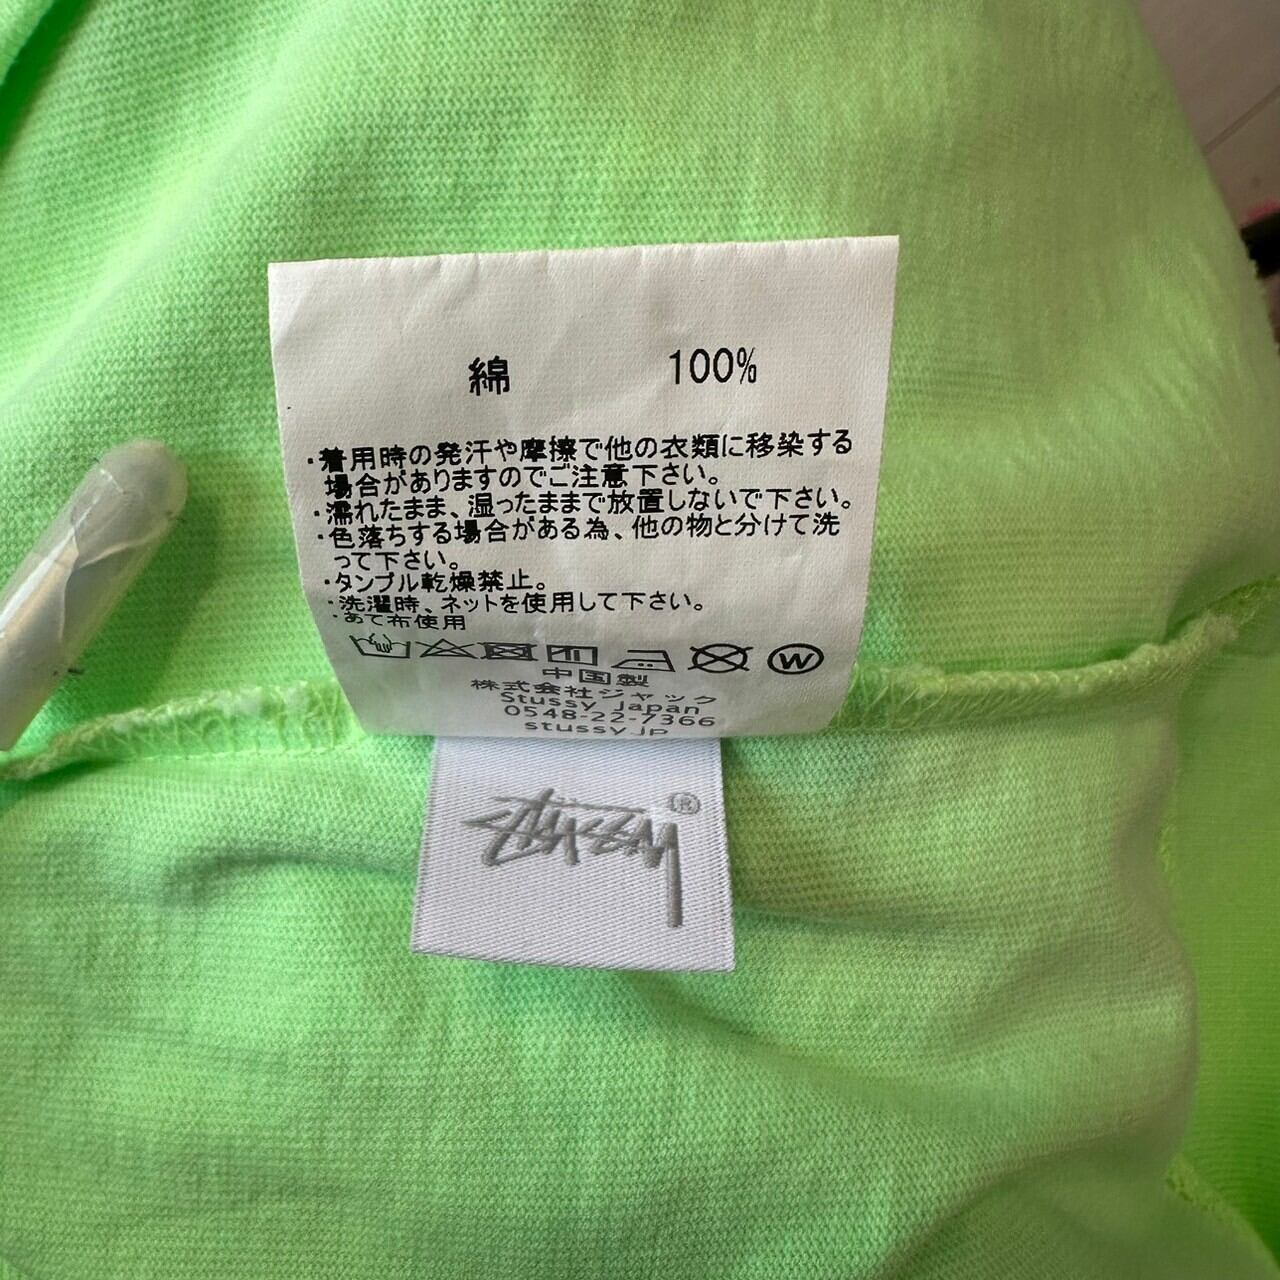 綿 100%
・着用時の発汗や摩擦で他の衣類に移染する
場合がありますのでご注意下さい。
・濡れたまま、湿ったままで放置しないで下さい。
・色落ちする場合がある為、他の物と分けて洗
って下さい。
・タンブル乾燥禁止。
・洗濯時、ネットを使用して下さい。
・あて布使用
W
中国製
株式会社ジャック
Stussy Japan
0548-22-7366
stussy.jp
STUSSY®